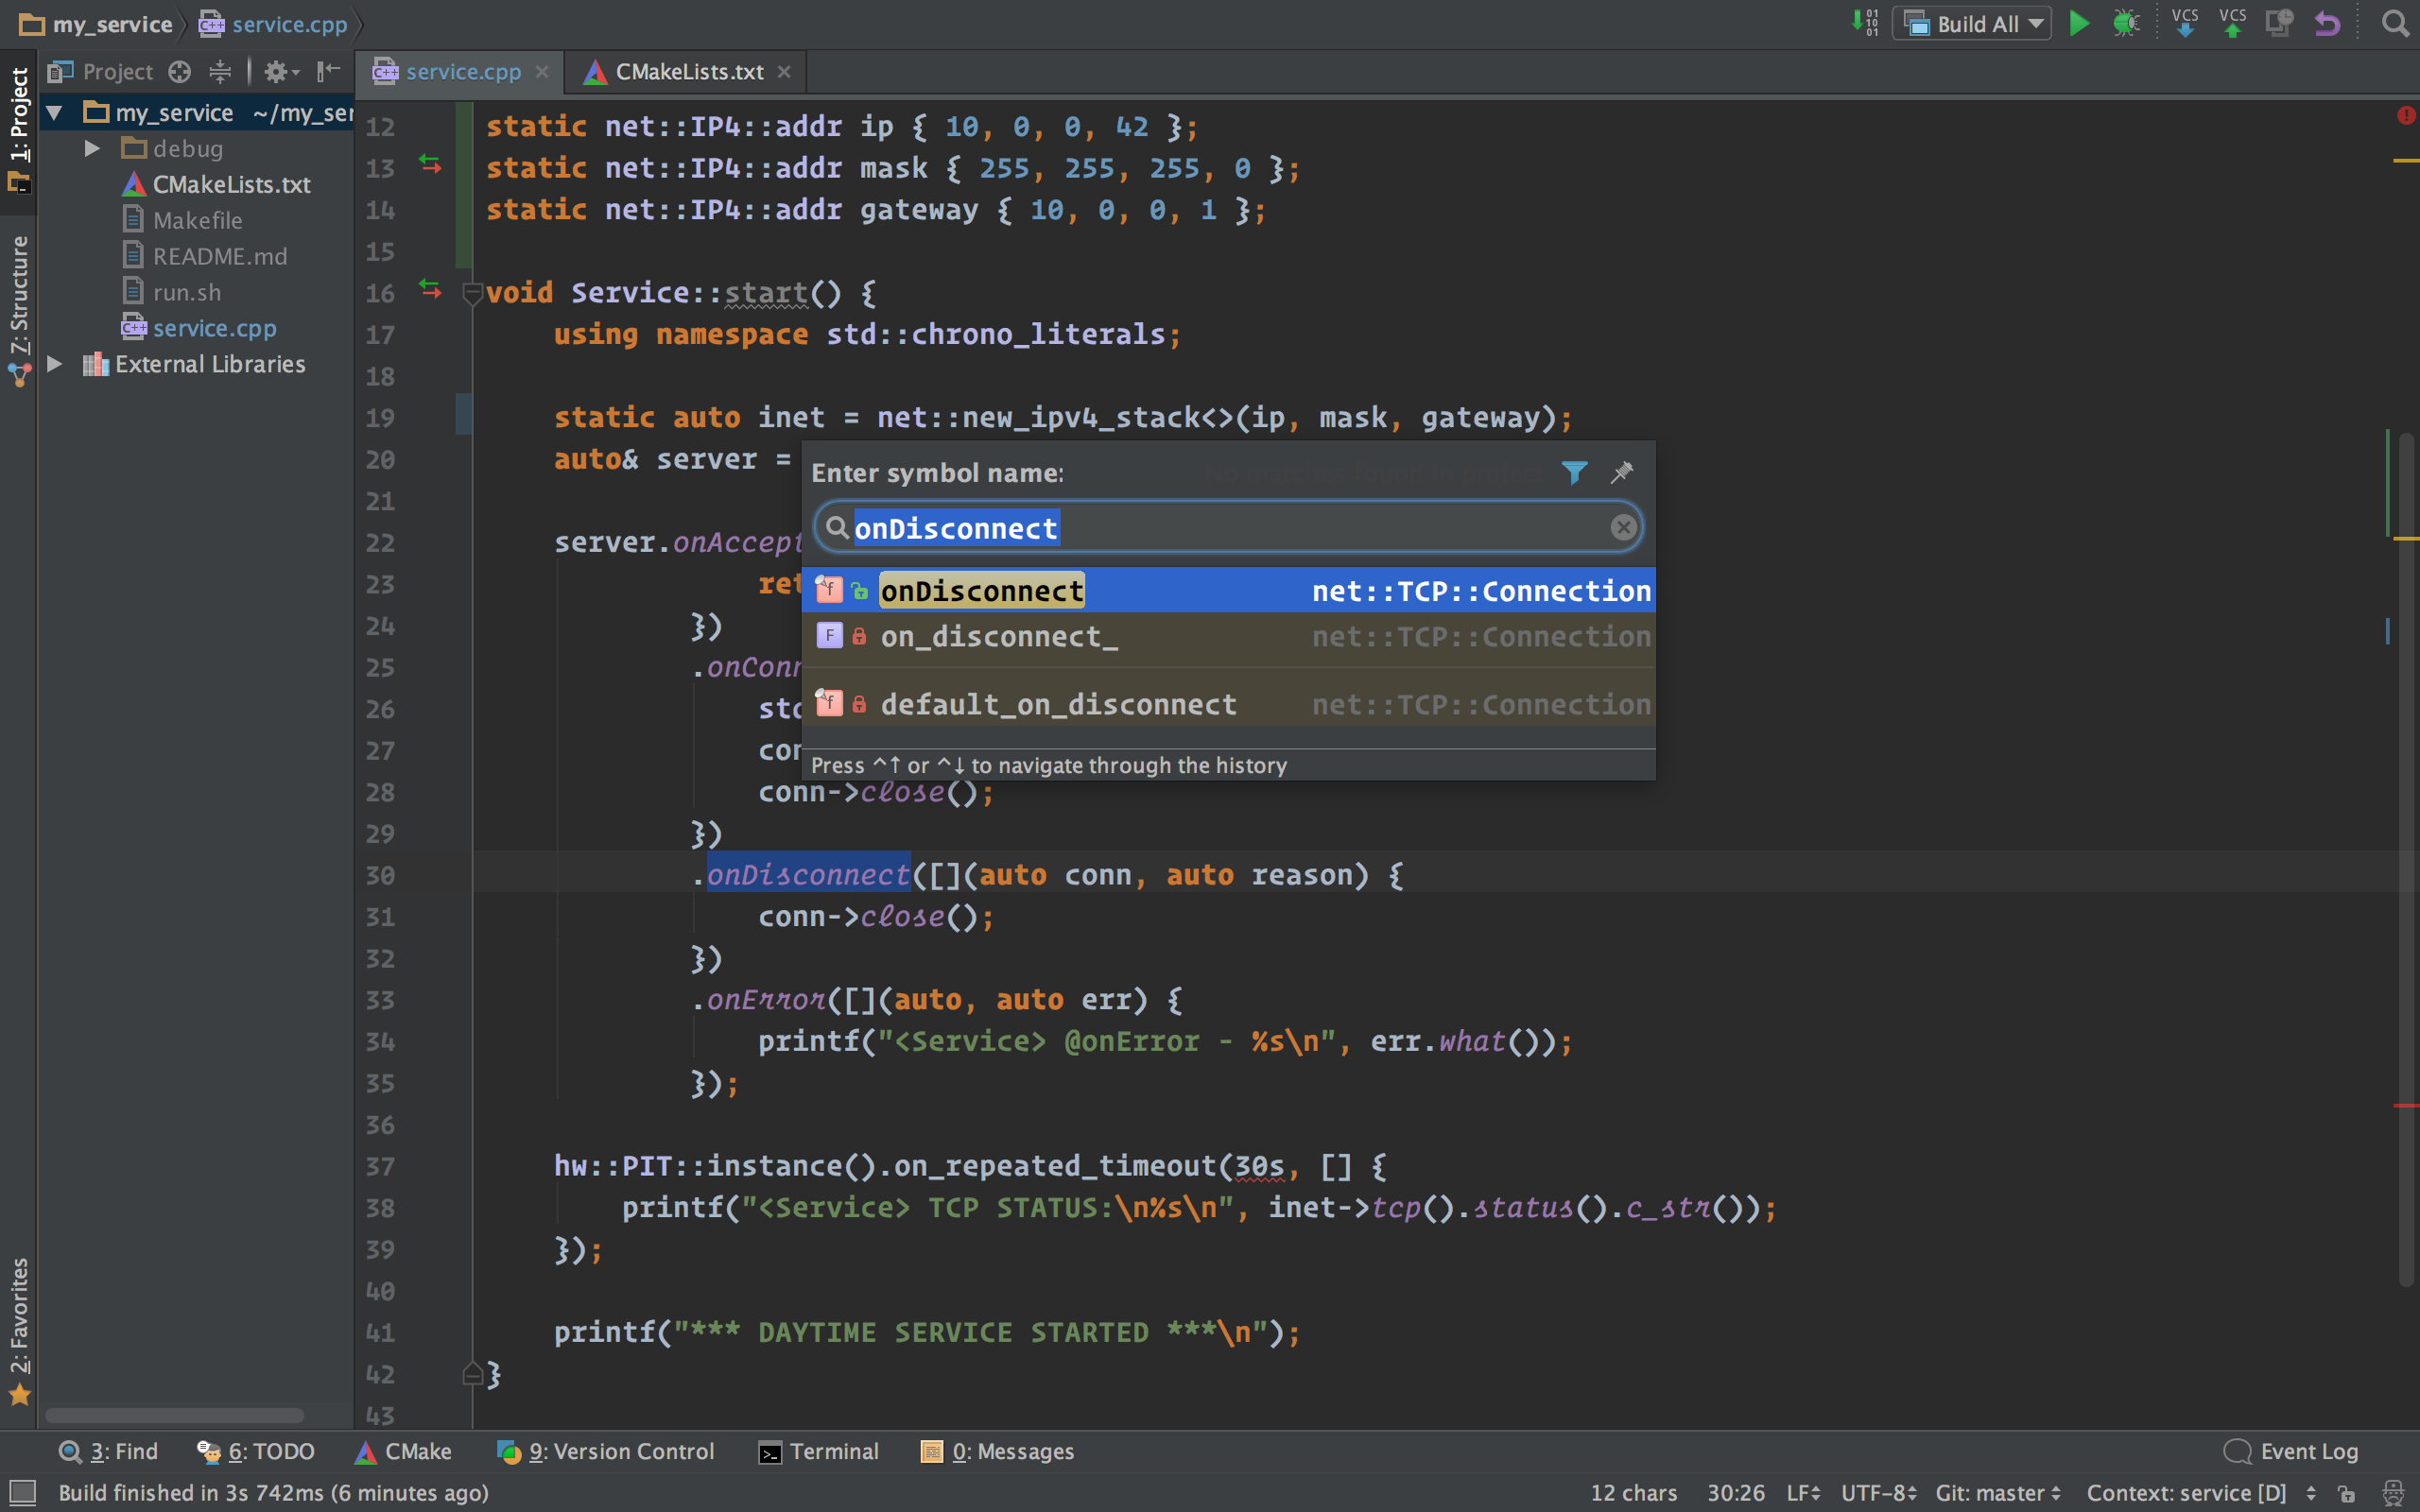 my_service service.cpp
01 10 01 Build All VCS VCS
Project
service.cpp
CMakeLists.txt
1: Project
7: Structure
2: Favorites
my_service ~/my_ser
debug
CMakeLists.txt
Makefile
README.md
run.sh
service.cpp
External Libraries
12 static net::IP4::addr ip { 10, 0, 0, 42 };
13 static net::IP4::addr mask { 255, 255, 255, 0 };
14 static net::IP4::addr gateway { 10, 0, 0, 1 };
15
16 void Service::start() {
17 using namespace std::chrono_literals;
18
19 static auto inet = net::new_ipv4_stack<>(ip, mask, gateway);
20 auto& server =
21
22 server.onAccept
23 ret
24 })
25 .onConn
26 std
27 con
28 conn->close();
29 })
30 .onDisconnect([](auto conn, auto reason) {
31 conn->close();
32 })
33 .onError([](auto, auto err) {
34 printf("<Service> @onError - %s\n", err.what());
35 });
36
37 hw::PIT::instance().on_repeated_timeout(30s, [] {
38 printf("<Service> TCP STATUS:\n%s\n", inet->tcp().status().c_str());
39 });
40
41 printf("*** DAYTIME SERVICE STARTED ***\n");
42 }
43
Enter symbol name:
onDisconnect
onDisconnect net::TCP::Connection
on_disconnect_ net::TCP::Connection
default_on_disconnect net::TCP::Connection
Press ^↑ or ^↓ to navigate through the history
3: Find 6: TODO CMake 9: Version Control Terminal 0: Messages Event Log
Build finished in 3s 742ms (6 minutes ago) 12 chars 30:26 LF UTF-8 Git: master Context: service [D]